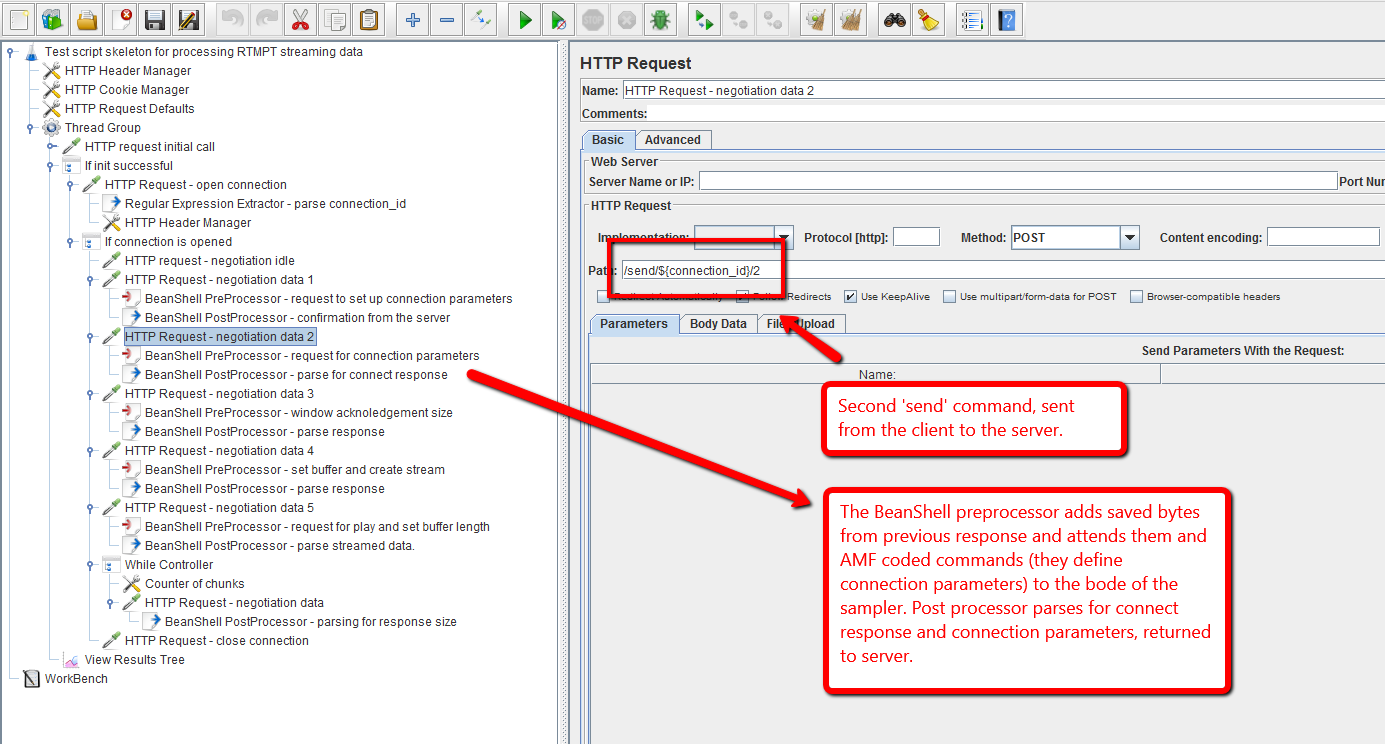 STOP
Test script skeleton for processing RTMPT streaming data
HTTP Header Manager
HTTP Cookie Manager
HTTP Request Defaults
Thread Group
HTTP request initial call
If init successful
HTTP Request - open connection
Regular Expression Extractor - parse connection_id
HTTP Header Manager
If connection is opened
HTTP request - negotiation idle
HTTP Request - negotiation data 1
BeanShell PreProcessor - request to set up connection parameters
BeanShell PostProcessor - confirmation from the server
HTTP Request - negotiation data 2
BeanShell PreProcessor - request for connection parameters
BeanShell PostProcessor - parse for connect response
HTTP Request - negotiation data 3
BeanShell PreProcessor - window acknoledgement size
BeanShell PostProcessor - parse response
HTTP Request - negotiation data 4
BeanShell PreProcessor - set buffer and create stream
BeanShell PostProcessor - parse response
HTTP Request - negotiation data 5
BeanShell PreProcessor - request for play and set buffer length
BeanShell PostProcessor - parse streamed data.
While Controller
Counter of chunks
HTTP Request - negotiation data
BeanShell PostProcessor - parsing for response size
HTTP Request - close connection
View Results Tree
WorkBench
HTTP Request
Name: HTTP Request - negotiation data 2
Comments:
Basic Advanced
Web Server
Server Name or IP: Port Nur
HTTP Request
Implementation: Protocol [http]: Method: POST Content encoding:
Path: /send/${connection_id}/2
Redirect Automatically Follow Redirects Use KeepAlive Use multipart/form-data for POST Browser-compatible headers
Parameters Body Data Files Upload
Send Parameters With the Request:
Name:
Second 'send' command, sent
from the client to the server.
The BeanShell preprocessor adds saved bytes
from previous response and attends them and
AMF coded commands (they define
connection parameters) to the bode of the
sampler. Post processor parses for connect
response and connection parameters, returned
to server.